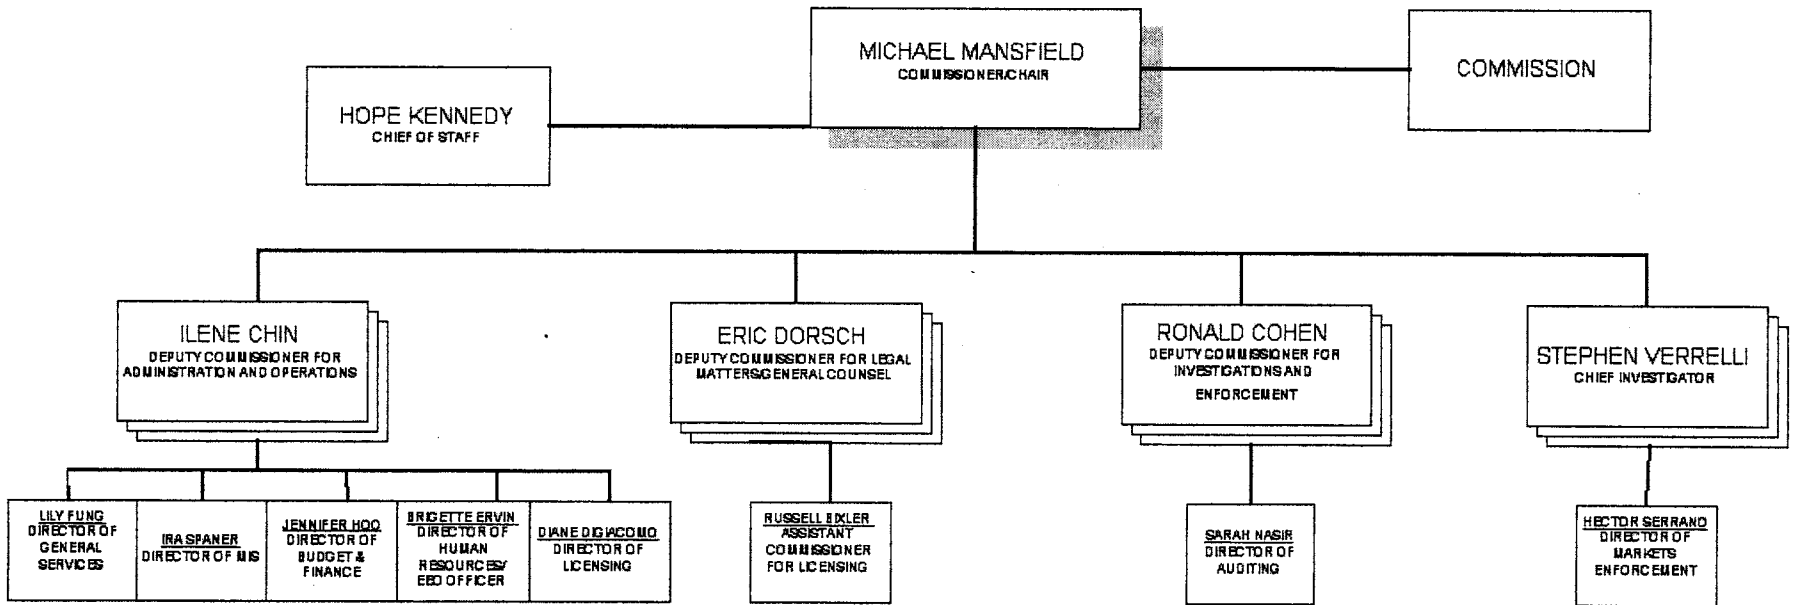 MICHAEL MANSFIELD
COMMISSIONER/CHAIR
COMMISSION
HOPE KENNEDY
CHIEF OF STAFF
ILENE CHIN
DEPUTY COMMISSIONER FOR
ADMINISTRATION AND OPERATIONS
ERIC DORSCH
DEPUTY COMMISSIONER FOR LEGAL
MATTERS/GENERAL COUNSEL
RONALD COHEN
DEPUTY COMMISSIONER FOR
INVESTIGATIONS AND
ENFORCEMENT
STEPHEN VERRELLI
CHIEF INVESTIGATOR
LILY FUNG
DIRECTOR OF
GENERAL
SERVICES
IRA SPANER
DIRECTOR OF MIS
JENNIFER HOO
DIRECTOR OF
BUDGET &
FINANCE
BRIGETTE ERVIN
DIRECTOR OF
HUMAN
RESOURCES/
EEO OFFICER
DIANE DIGIACOMO
DIRECTOR OF
LICENSING
RUSSELL BIXLER
ASSISTANT
COMMISSIONER
FOR LICENSING
SARAH NASIR
DIRECTOR OF
AUDITING
HECTOR SERRANO
DIRECTOR OF
MARKETS
ENFORCEMENT